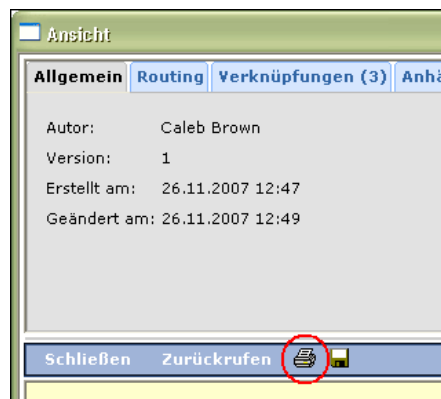 Ansicht
Allgemein Routing Verknüpfungen (3) Anhä
Autor: Caleb Brown
Version: 1
Erstellt am: 26.11.2007 12:47
Geändert am: 26.11.2007 12:49
Schließen Zurückrufen